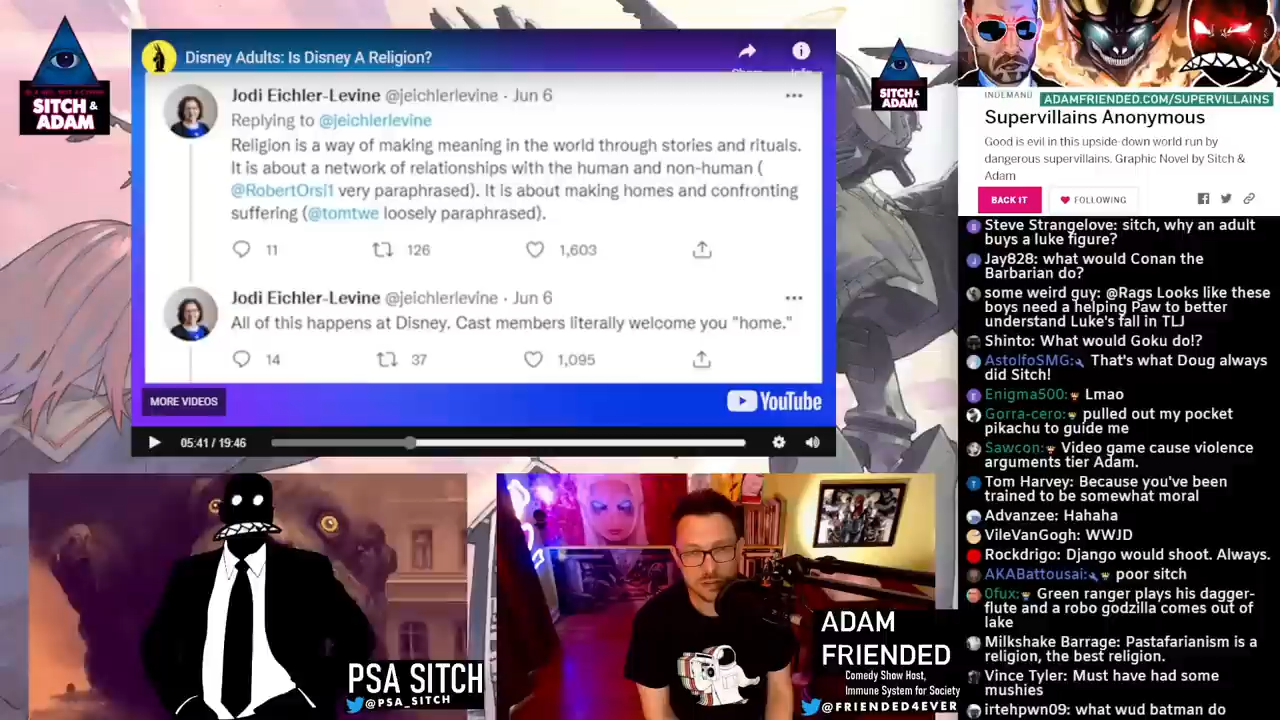 Disney Adults: Is Disney A Religion?
Jodi Eichler-Levine @jeichlerlevine · Jun 6
Replying to @jeichlerlevine
Religion is a way of making meaning in the world through stories and rituals.
It is about a network of relationships with the human and non-human (
@RobertOrsi1 very paraphrased). It is about making homes and confronting
suffering (@tomtwe loosely paraphrased).
11
126
1,603
Jodi Eichler-Levine @jeichlerlevine · Jun 6
All of this happens at Disney. Cast members literally welcome you "home."
14
37
1,095
MORE VIDEOS
YouTube
05:41 / 19:46
SITCH &
ADAM
SITCH &
ADAM
INDEMAND
ADAMFRIENDED.COM/SUPERVILLAINS
Supervillains Anonymous
Good is evil in this upside-down world run by
dangerous supervillains. Graphic Novel by Sitch &
Adam
BACK IT
FOLLOWING
Steve Strangelove: sitch, why an adult
buys a luke figure?
Jay828: what would Conan the
Barbarian do?
some weird guy: @Rags Looks like these
boys need a helping Paw to better
understand Luke's fall in TLJ
Shinto: What would Goku do!?
AstolfoSMG: That's what Doug always
did Sitch!
Enigma500: Lmao
Gorra-cero: pulled out my pocket
pikachu to guide me
Sawcon: Video game cause violence
arguments tier Adam.
Tom Harvey: Because you've been
trained to be somewhat moral
Advanzee: Hahaha
VileVanGogh: WWJD
Rockdrigo: Django would shoot. Always.
AKABattousai: poor sitch
0fux: Green ranger plays his dagger-
flute and a robo godzilla comes out of
lake
Milkshake Barrage: Pastafarianism is a
religion, the best religion.
Vince Tyler: Must have had some
mushies
irtehpwn09: what wud batman do
PSA SITCH
@PSA_SITCH
ADAM
FRIENDED
Comedy Show Host,
Immune System for Society
@FRIENDED4EVER